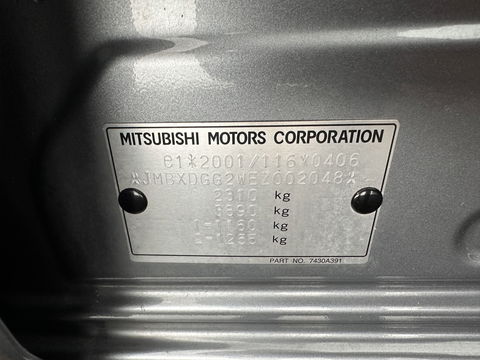 MITSUBISHI MOTORS CORPORATION
e1*2001/116*0406
*JMBXDGG2WEZ002048*
2310 kg
3890 kg
1-1160 kg
2-1265 kg
PART NO. 7430A391